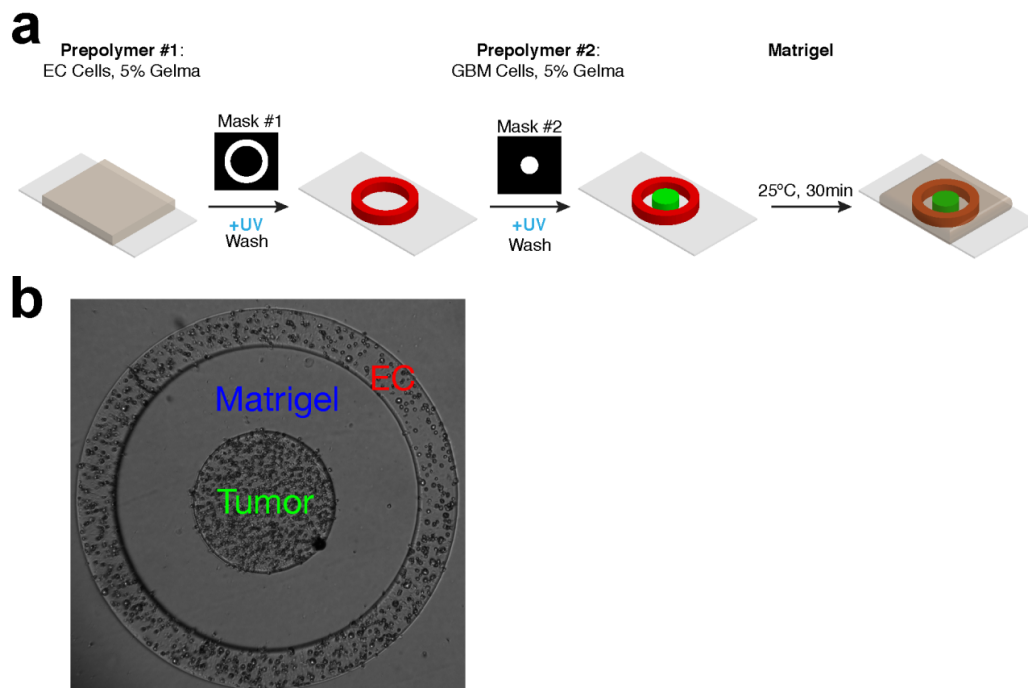 a
Prepolymer #1:
EC Cells, 5% Gelma
Mask #1
+UV
Wash
Prepolymer #2:
GBM Cells, 5% Gelma
Mask #2
+UV
Wash
Matrigel
25ºC, 30min
b
EC
Matrigel
Tumor